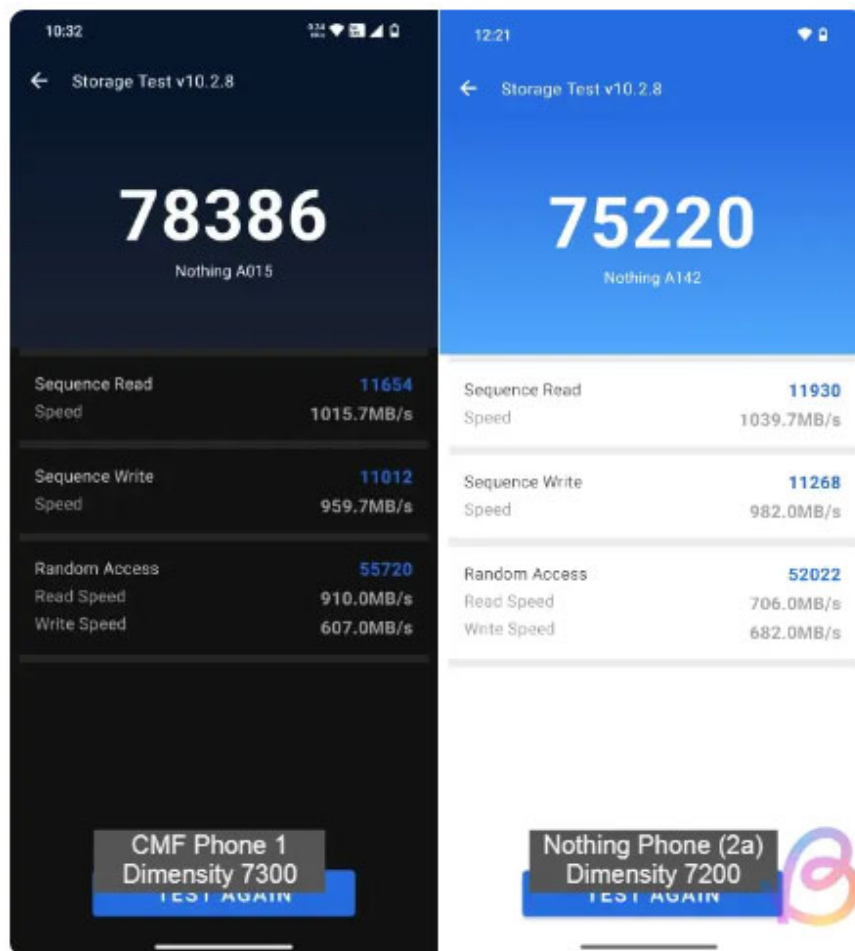 10:32
Storage Test v10.2.8
78386
Nothing A015
Sequence Read 11654
Speed 1015.7MB/s
Sequence Write 11012
Speed 959.7MB/s
Random Access 55720
Read Speed 910.0MB/s
Write Speed 607.0MB/s
CMF Phone 1
Dimensity 7300
TEST AGAIN
12:21
Storage Test v10.2.8
75220
Nothing A142
Sequence Read 11930
Speed 1039.7MB/s
Sequence Write 11268
Speed 982.0MB/s
Random Access 52022
Read Speed 706.0MB/s
Write Speed 682.0MB/s
Nothing Phone (2a)
Dimensity 7200
TEST AGAIN